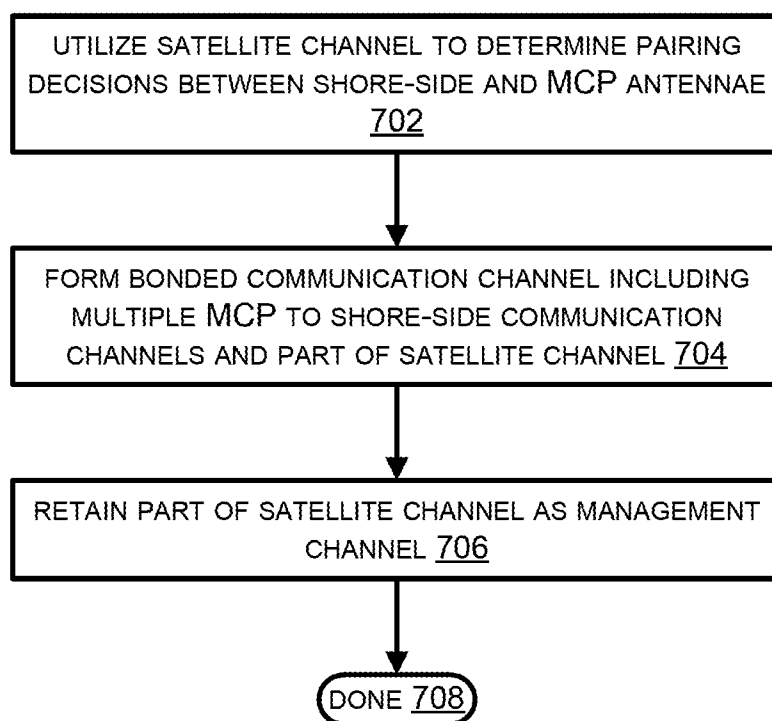 UTILIZE SATELLITE CHANNEL TO DETERMINE PAIRING
DECISIONS BETWEEN SHORE-SIDE AND MCP ANTENNAE
702
FORM BONDED COMMUNICATION CHANNEL INCLUDING
MULTIPLE MCP TO SHORE-SIDE COMMUNICATION
CHANNELS AND PART OF SATELLITE CHANNEL 704
RETAIN PART OF SATELLITE CHANNEL AS MANAGEMENT
CHANNEL 706
DONE 708